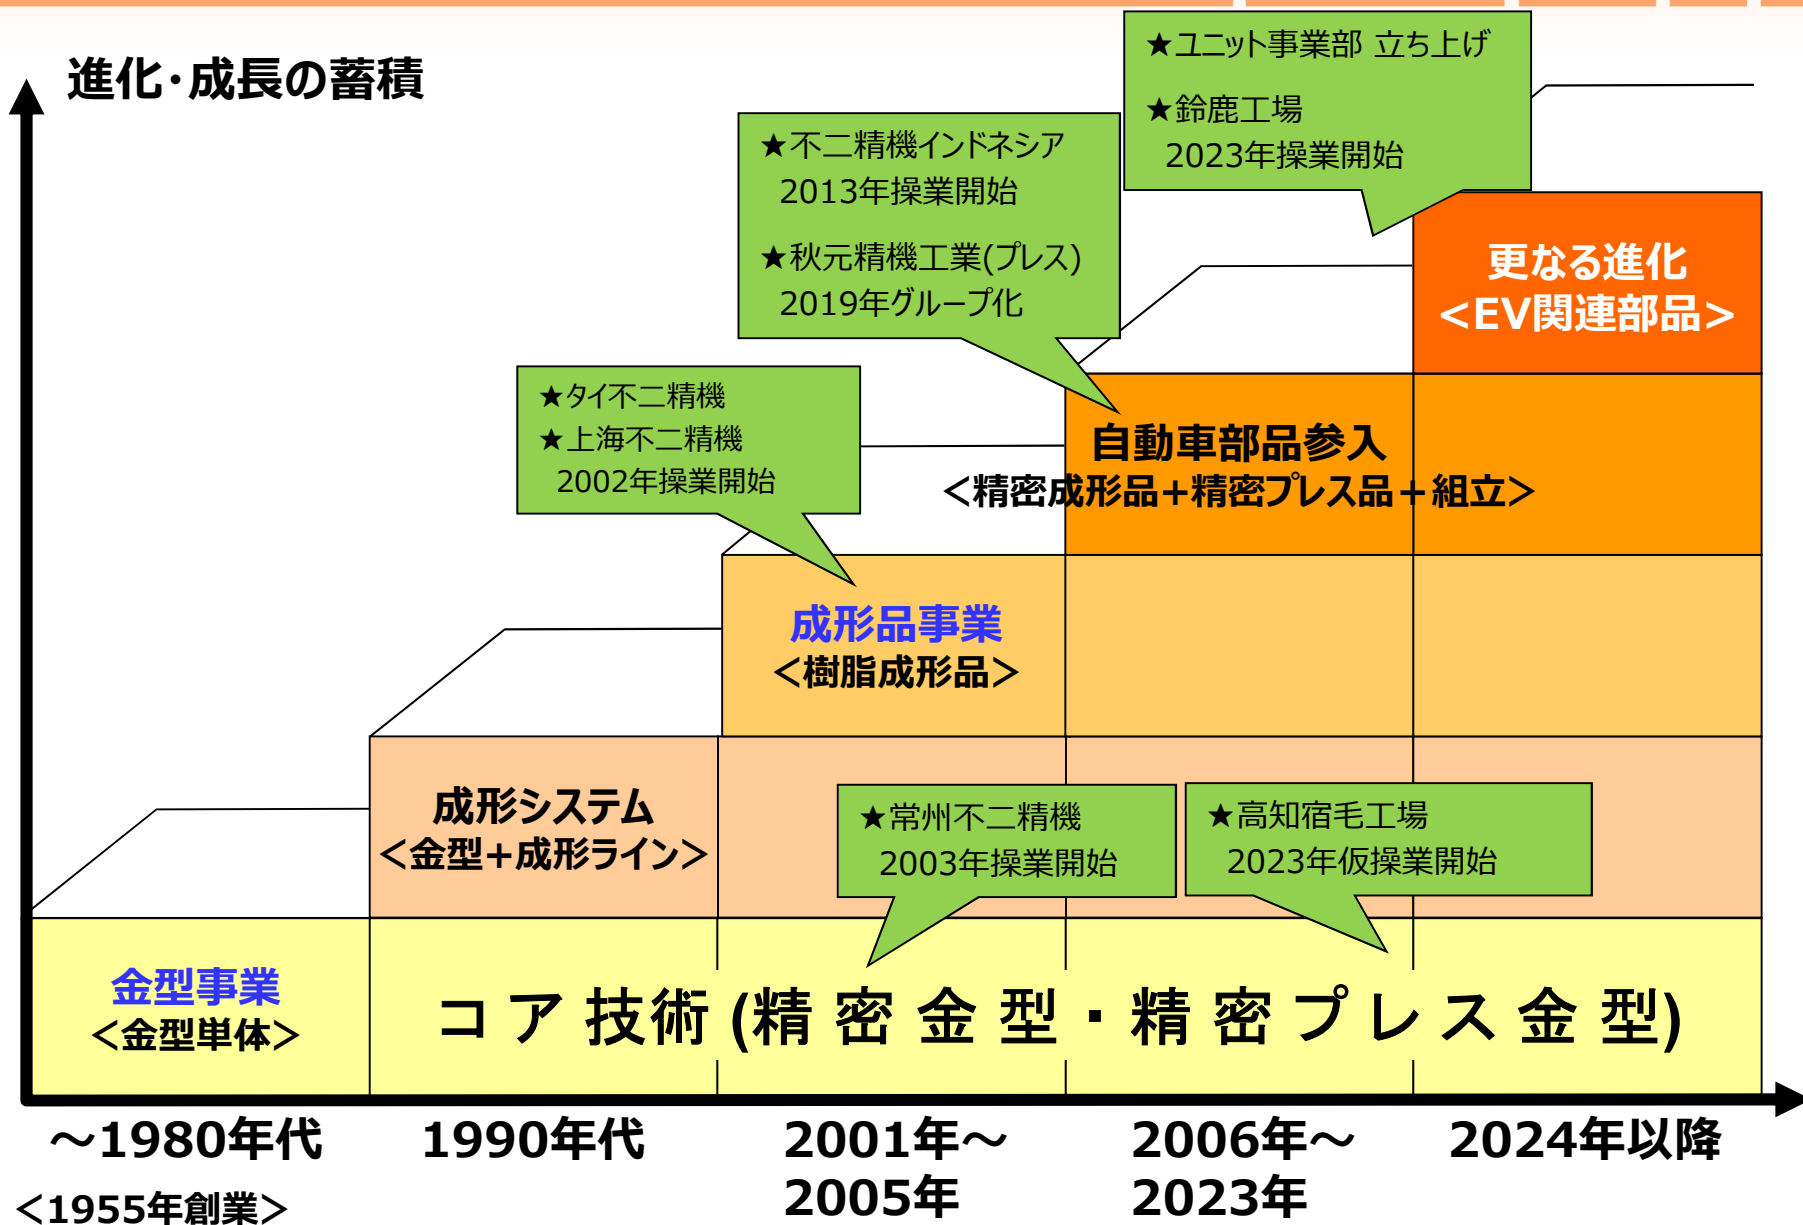 進化・成長の蓄積
★ユニット事業部 立ち上げ
★鈴鹿工場
2023年操業開始
★不二精機インドネシア
2013年操業開始
★秋元精機工業(プレス)
2019年グループ化
更なる進化
<EV関連部品>
★タイ不二精機
★上海不二精機
2002年操業開始
自動車部品参入
<精密成形品+精密プレス品+組立>
成形品事業
<樹脂成形品>
成形システム
<金型+成形ライン>
★常州不二精機
2003年操業開始
★高知宿毛工場
2023年仮操業開始
金型事業
<金型単体>
コア技術(精密金型・精密プレス金型)
～1980年代
1990年代
2001年～
2005年
2006年～
2023年
2024年以降
<1955年創業>